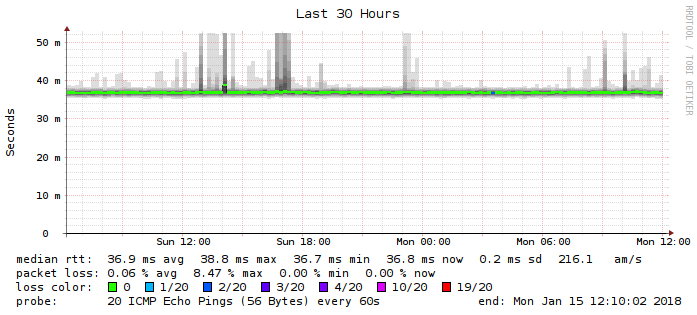 Last 30 Hours
RRDTOOL / TOBI OETIKER
Seconds
50 m
40 m
30 m
20 m
10 m
0
Sun 12:00 Sun 18:00 Mon 00:00 Mon 06:00 Mon 12:00
median rtt: 36.9 ms avg 38.8 ms max 36.7 ms min 36.8 ms now 0.2 ms sd 216.1 am/s
packet loss: 0.06 % avg 8.47 % max 0.00 % min 0.00 % now
loss color: 0 1/20 2/20 3/20 4/20 10/20 19/20
probe: 20 ICMP Echo Pings (56 Bytes) every 60s end: Mon Jan 15 12:10:02 2018